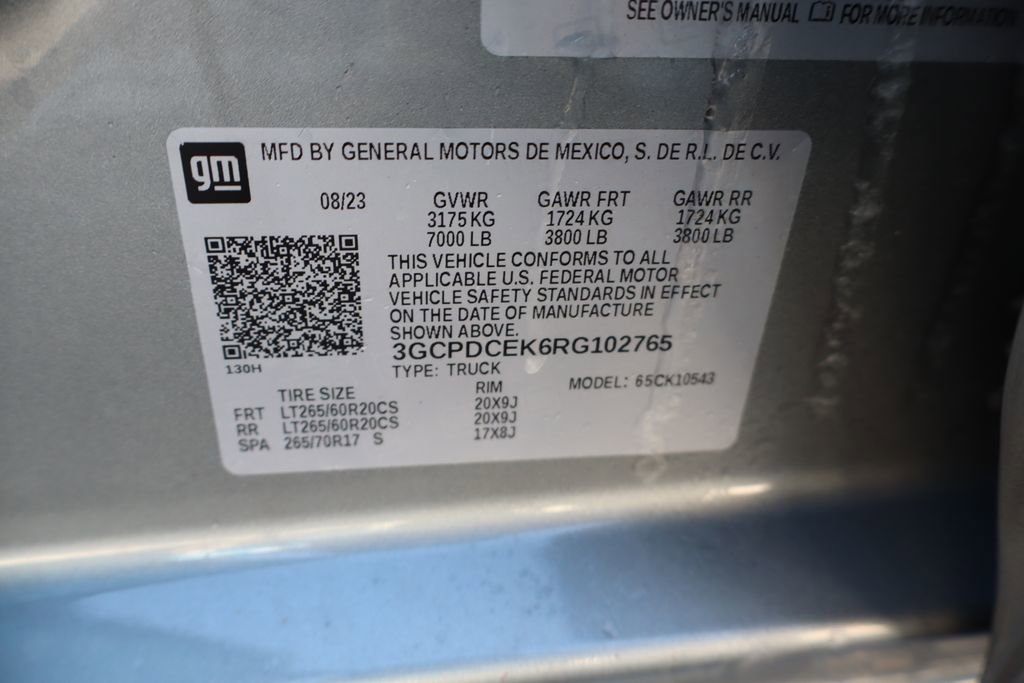 SEE OWNER'S MANUAL FOR MORE INFORMATION
gm
MFD BY GENERAL MOTORS DE MEXICO, S. DE R.L. DE C.V.
08/23 GVWR GAWR FRT GAWR RR
3175 KG 1724 KG 1724 KG
7000 LB 3800 LB 3800 LB
THIS VEHICLE CONFORMS TO ALL
APPLICABLE U.S. FEDERAL MOTOR
VEHICLE SAFETY STANDARDS IN EFFECT
ON THE DATE OF MANUFACTURE
SHOWN ABOVE.
3GCPDCEK6RG102765
130H
TYPE: TRUCK MODEL: 65CK10543
TIRE SIZE RIM
FRT LT265/60R20CS 20X9J
RR LT265/60R20CS 20X9J
SPA 265/70R17 S 17X8J